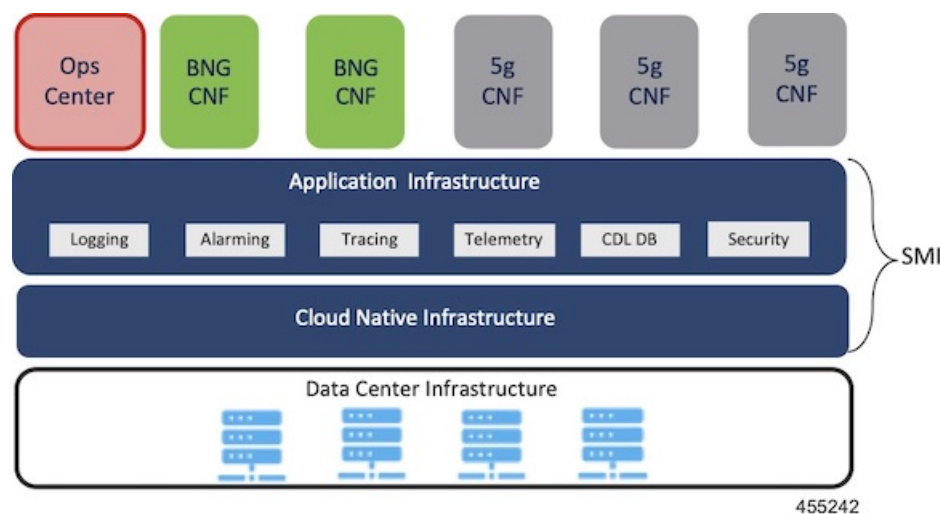 Ops
Center
BNG
CNF
BNG
CNF
5g
CNF
5g
CNF
5g
CNF
Application Infrastructure
Logging
Alarming
Tracing
Telemetry
CDL DB
Security
SMI
Cloud Native Infrastructure
Data Center Infrastructure
455242